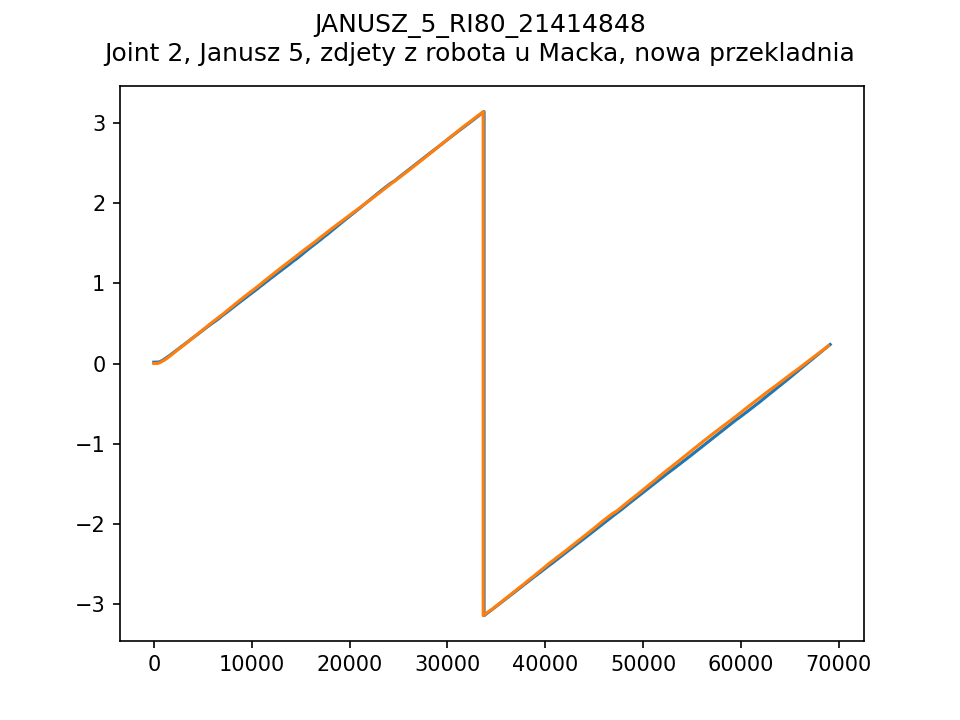 JANUSZ_5_RI80_21414848
Joint 2, Janusz 5, zdjety z robota u Macka, nowa przekladnia
3
2
1
0
−1
−2
−3
0 10000 20000 30000 40000 50000 60000 70000